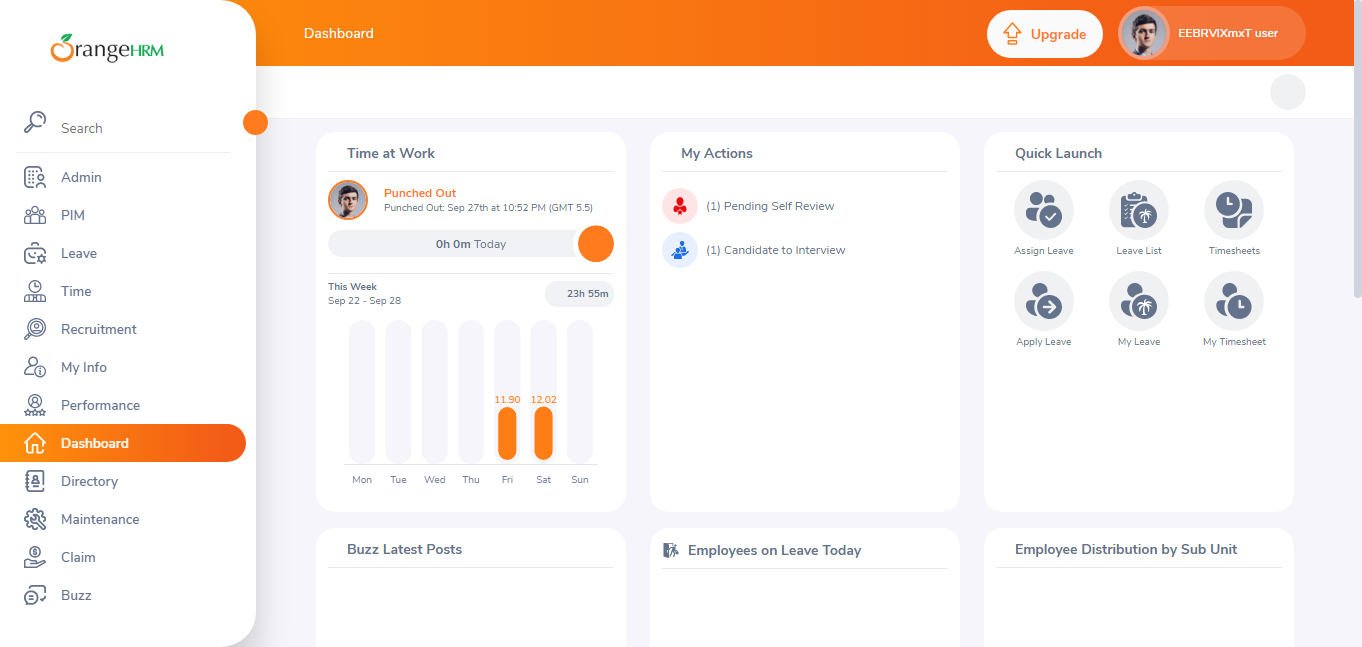 OrangeHRM
Dashboard
Upgrade
EEBRVIXmxT user
Search
Admin
PIM
Leave
Time
Recruitment
My Info
Performance
Dashboard
Directory
Maintenance
Claim
Buzz
Time at Work
Punched Out
Punched Out: Sep 27th at 10:52 PM (GMT 5.5)
0h 0m Today
This Week
Sep 22 - Sep 28
23h 55m
11.90 12.02
Mon Tue Wed Thu Fri Sat Sun
My Actions
(1) Pending Self Review
(1) Candidate to Interview
Quick Launch
Assign Leave Leave List Timesheets
Apply Leave My Leave My Timesheet
Buzz Latest Posts
Employees on Leave Today
Employee Distribution by Sub Unit